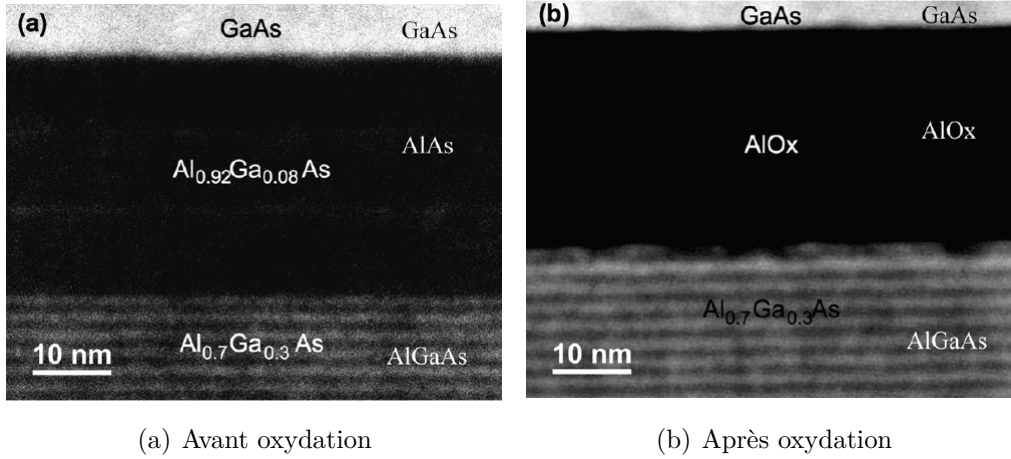 (a)
GaAs
GaAs
AlAs
Al0.92Ga0.08As
Al0.7Ga0.3As
AlGaAs
10 nm
(b)
GaAs
GaAs
AlOx
AlOx
Al0.7Ga0.3As
AlGaAs
10 nm
(a) Avant oxydation
(b) Après oxydation